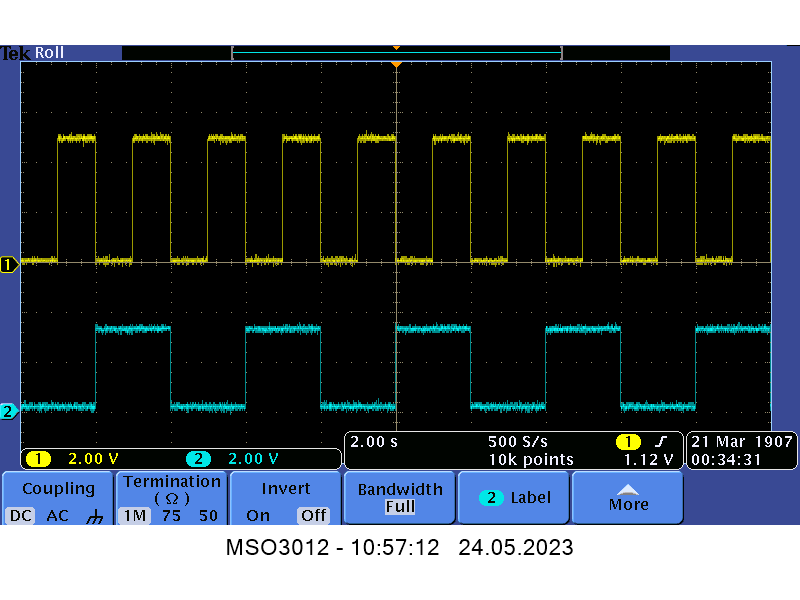 Tek Roll
1
2
1 2.00 V 2 2.00 V
2.00 s 500 S/s 1
10k points 1.12 V
21 Mar 1907
00:34:31
Coupling
DC AC
Termination
(Ω)
1M 75 50
Invert
On Off
Bandwidth
Full
2 Label
More
MSO3012 - 10:57:12 24.05.2023